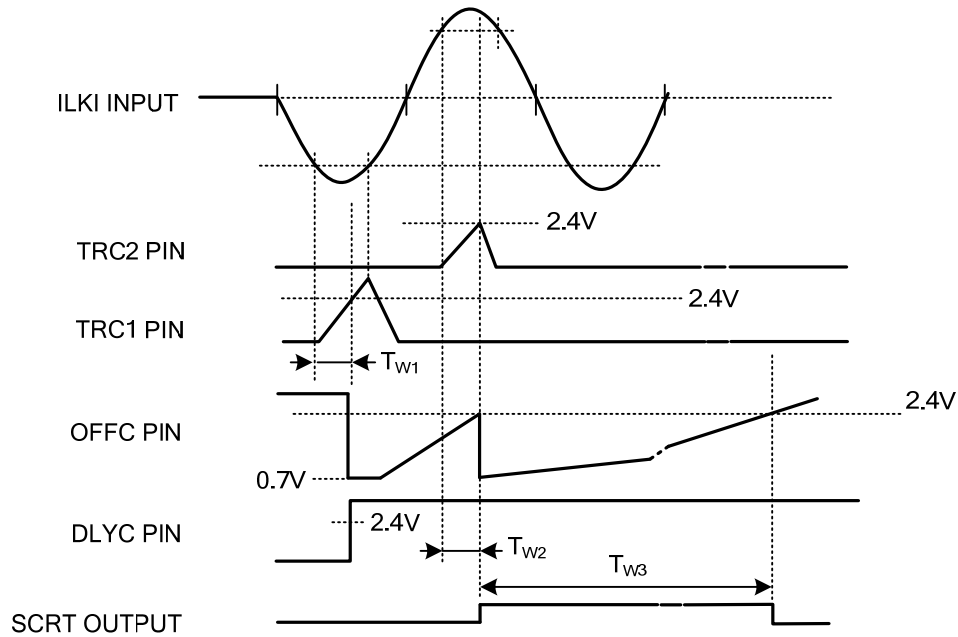 ILKI INPUT
2.4V
TRC2 PIN
2.4V
TRC1 PIN
TW1
2.4V
OFFC PIN
0.7V
2.4V
DLYC PIN
TW2
TW3
SCRT OUTPUT